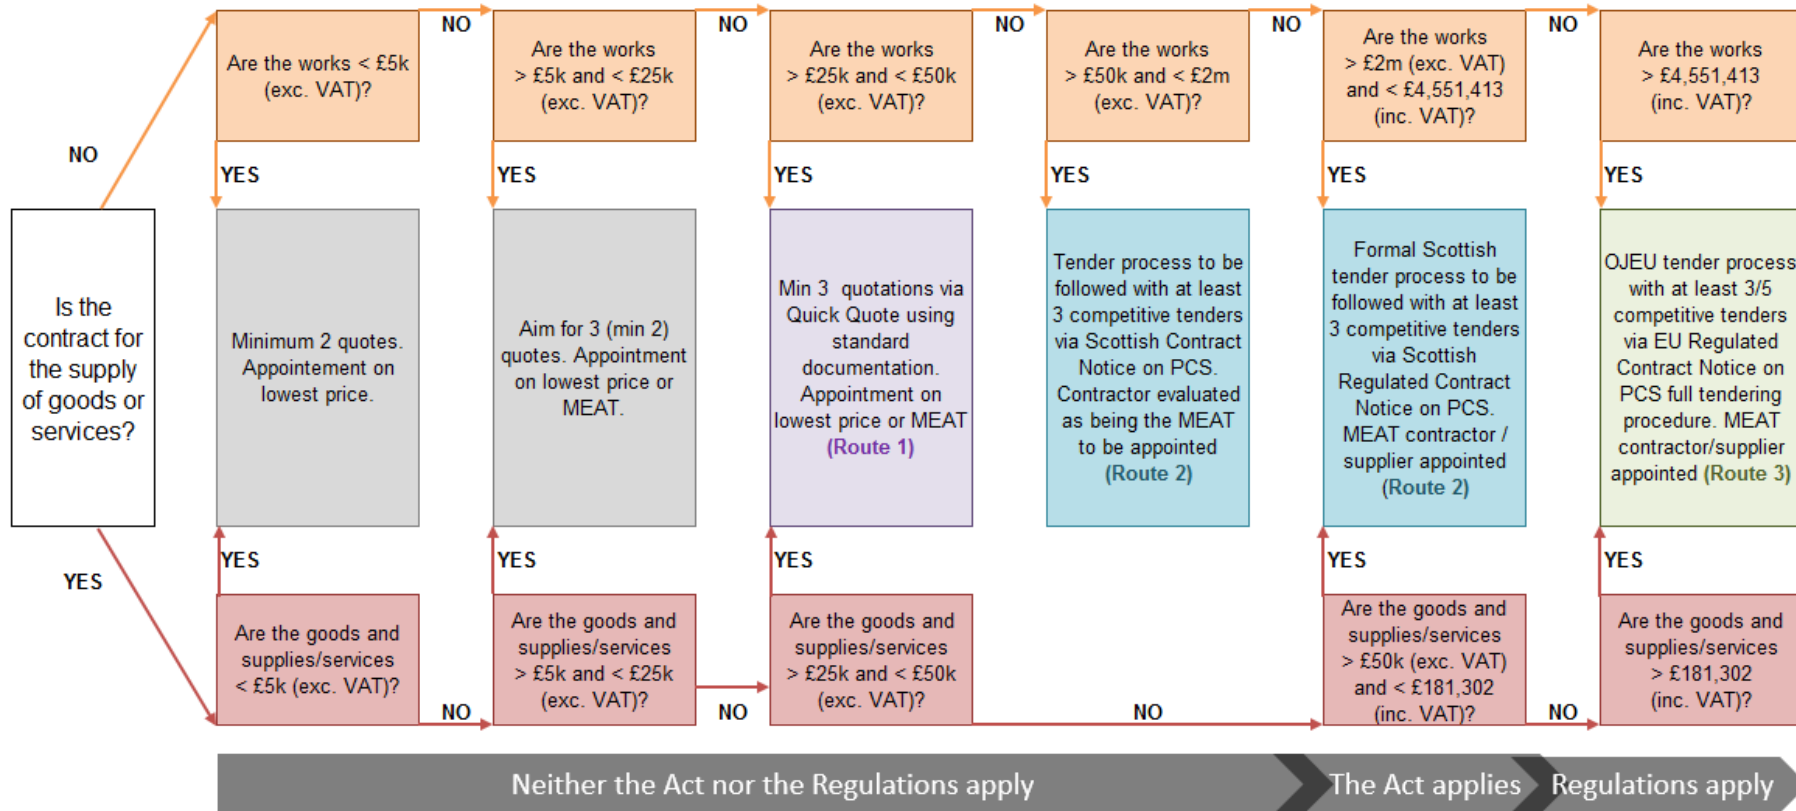 NO
NO
NO
NO
NO
Are the works < £5k
(exc. VAT)?
Are the works
> £5k and < £25k
(exc. VAT)?
Are the works
> £25k and < £50k
(exc. VAT)?
Are the works
> £50k and < £2m
(exc. VAT)?
Are the works
> £2m (exc. VAT)
and < £4,551,413
(inc. VAT)?
Are the works
> £4,551,413
(inc. VAT)?
NO
YES
YES
YES
YES
YES
YES
Is the
contract for
the supply
of goods or
services?
Minimum 2 quotes.
Appointement on
lowest price.
Aim for 3 (min 2)
quotes. Appointment
on lowest price or
MEAT.
Min 3 quotations via
Quick Quote using
standard
documentation.
Appointment on
lowest price or MEAT
(Route 1)
Tender process to be
followed with at least
3 competitive tenders
via Scottish Contract
Notice on PCS.
Contractor evaluated
as being the MEAT
to be appointed
(Route 2)
Formal Scottish
tender process to be
followed with at least
3 competitive tenders
via Scottish
Regulated Contract
Notice on PCS.
MEAT contractor /
supplier appointed
(Route 2)
OJEU tender process
with at least 3/5
competitive tenders
via EU Regulated
Contract Notice on
PCS full tendering
procedure. MEAT
contractor/supplier
appointed (Route 3)
YES
YES
YES
YES
YES
YES
Are the goods and
supplies/services
< £5k (exc. VAT)?
Are the goods and
supplies/services
> £5k and < £25k
(exc. VAT)?
Are the goods and
supplies/services
> £25k and < £50k
(exc. VAT)?
Are the goods and
supplies/services
> £50k (exc. VAT)
and < £181,302
(inc. VAT)?
Are the goods and
supplies/services
> £181,302
(inc. VAT)?
NO
NO
NO
NO
Neither the Act nor the Regulations apply
The Act applies
Regulations apply